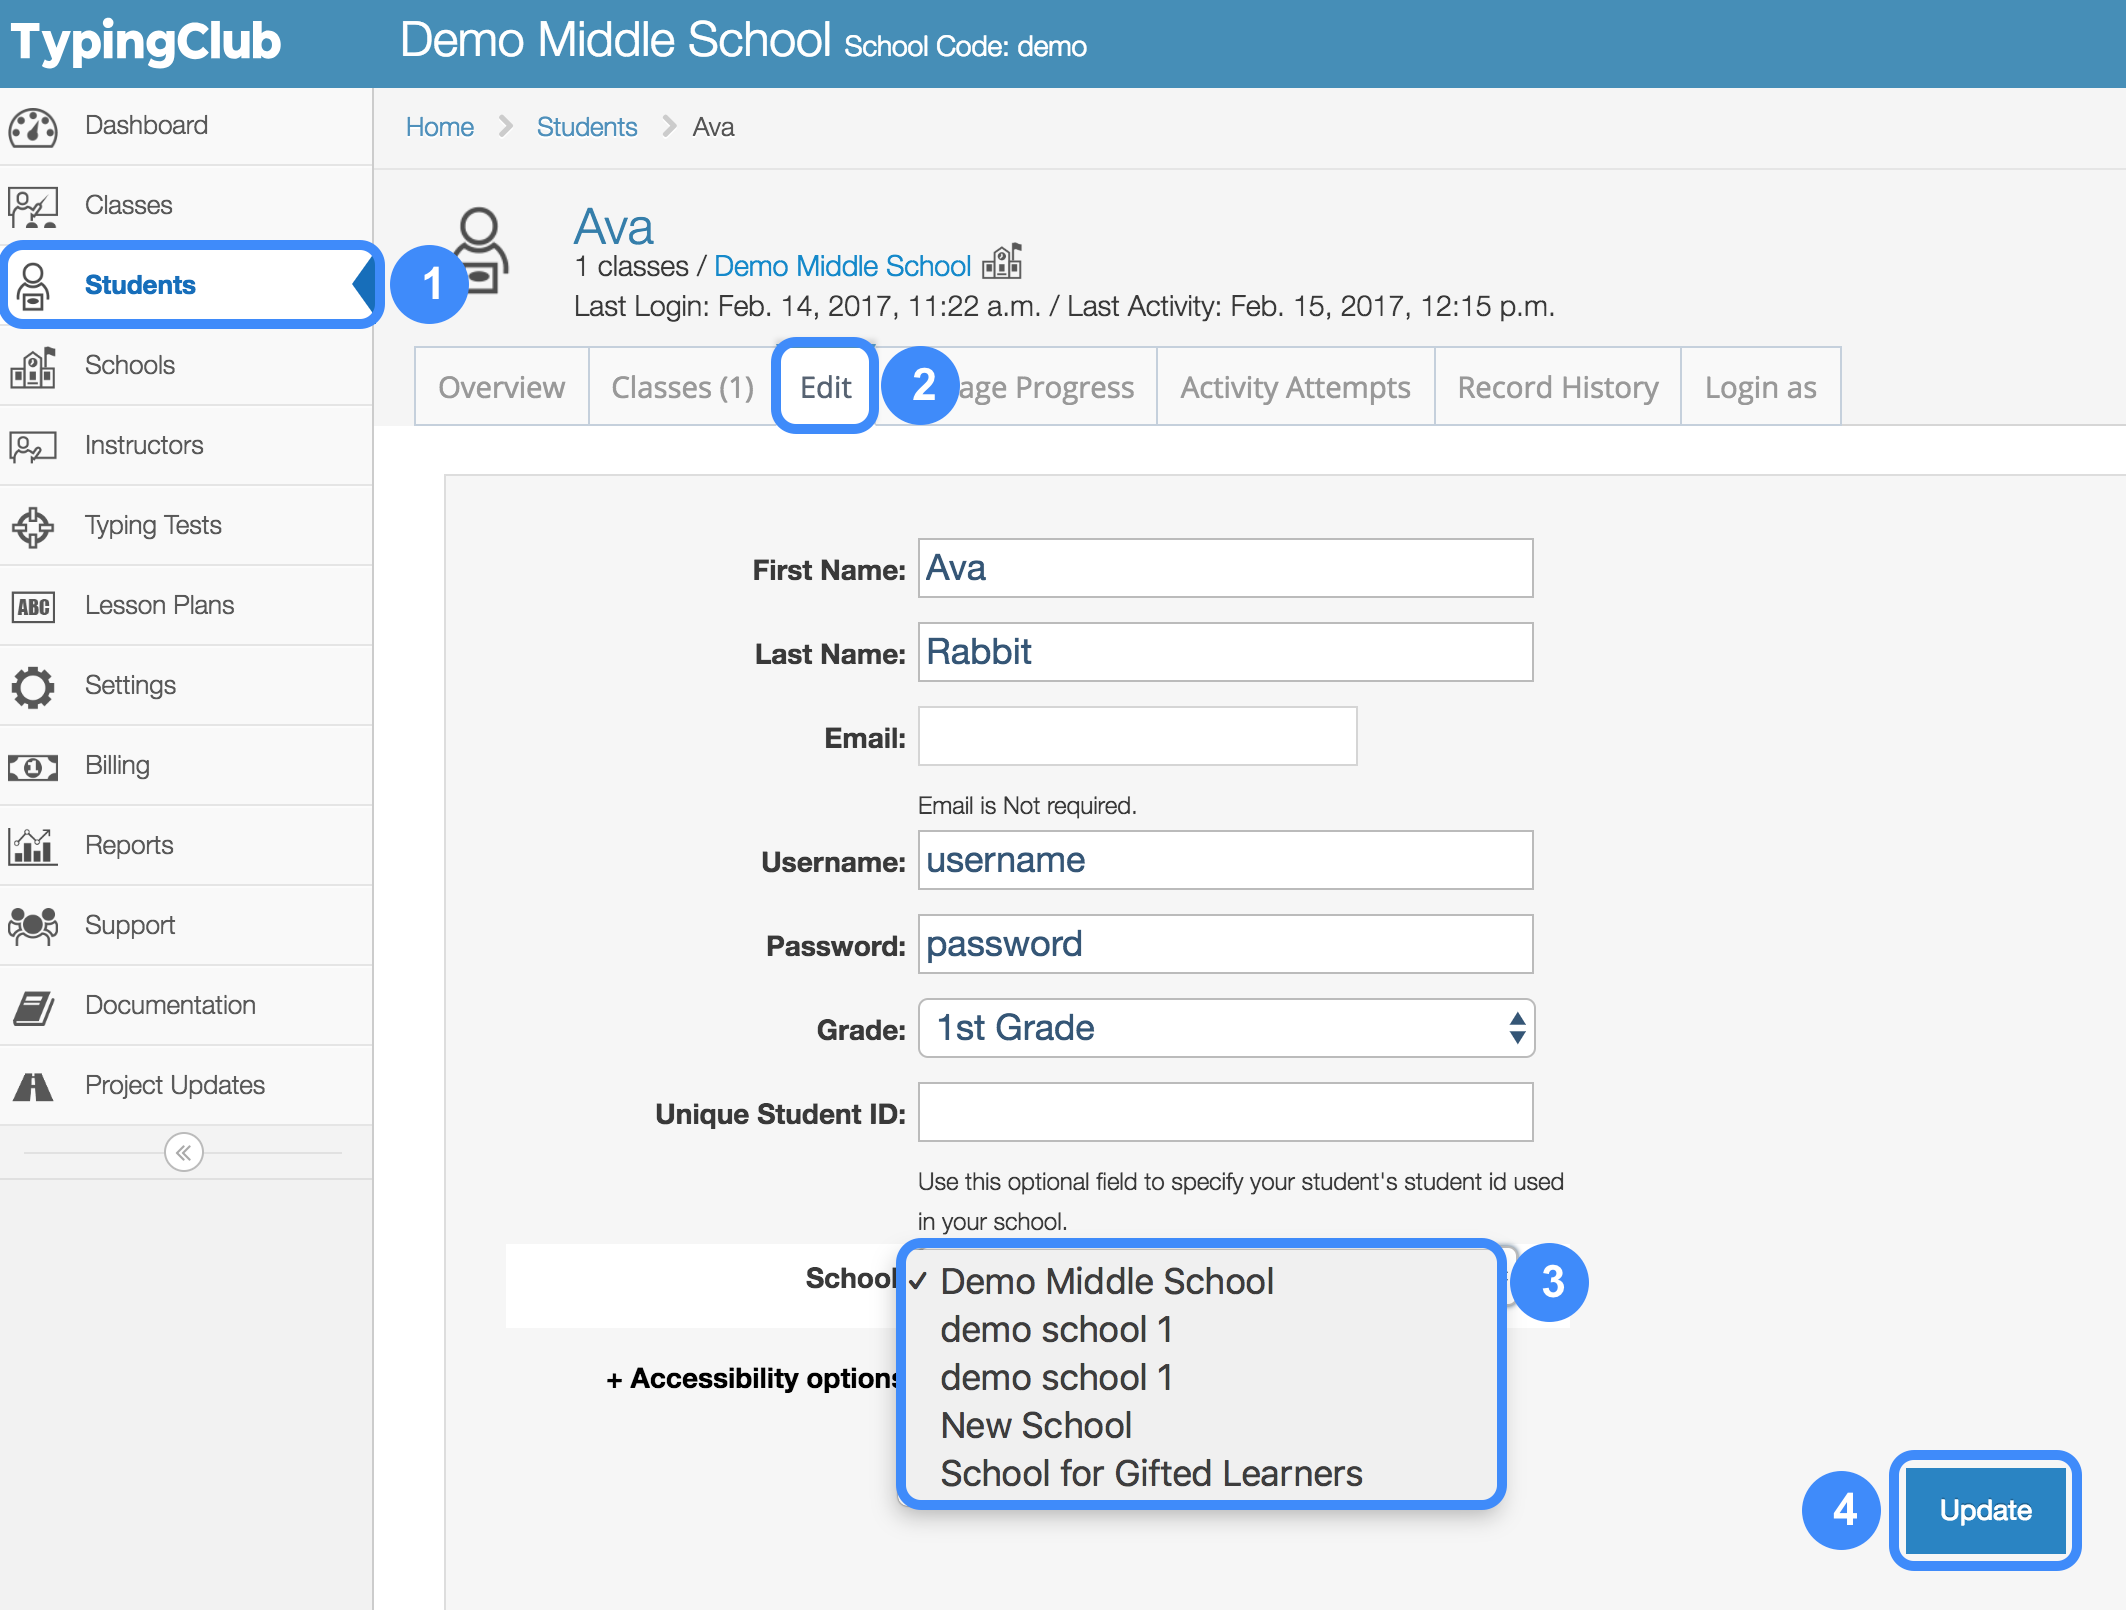 TypingClub
Demo Middle School School Code: demo
Dashboard
Classes
Students
Schools
Instructors
Typing Tests
ABC
Lesson Plans
Settings
1
Billing
Reports
Support
Documentation
Project Updates
Home Students Ava
1
Ava
1 classes / Demo Middle School
Last Login: Feb. 14, 2017, 11:22 a.m. / Last Activity: Feb. 15, 2017, 12:15 p.m.
Overview Classes (1) Edit 2 age Progress Activity Attempts Record History Login as
First Name: Ava
Last Name: Rabbit
Email:
Email is Not required.
Username: username
Password: password
Grade: 1st Grade
Unique Student ID:
Use this optional field to specify your student's student id used
in your school.
School ✓ Demo Middle School 3
demo school 1
+ Accessibility options
demo school 1
New School
School for Gifted Learners
4 Update